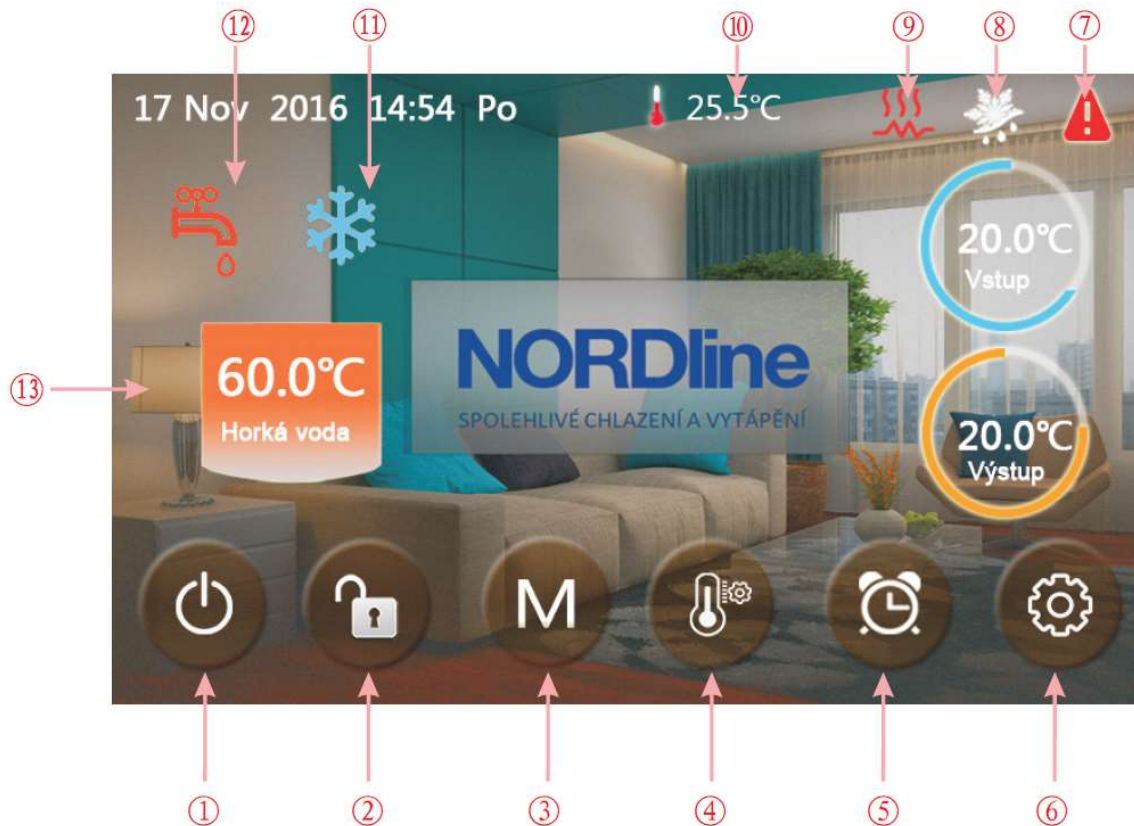 ⑫ ⑪ ⑩ ⑨ ⑧ ⑦
17 Nov 2016 14:54 Po 25.5℃
20.0℃
Vstup
NORDline
SPOLEHLIVÉ CHLAZENÍ A VYTÁPĚNÍ
⑬
60.0℃
Horká voda
20.0℃
Výstup
M
① ② ③ ④ ⑤ ⑥